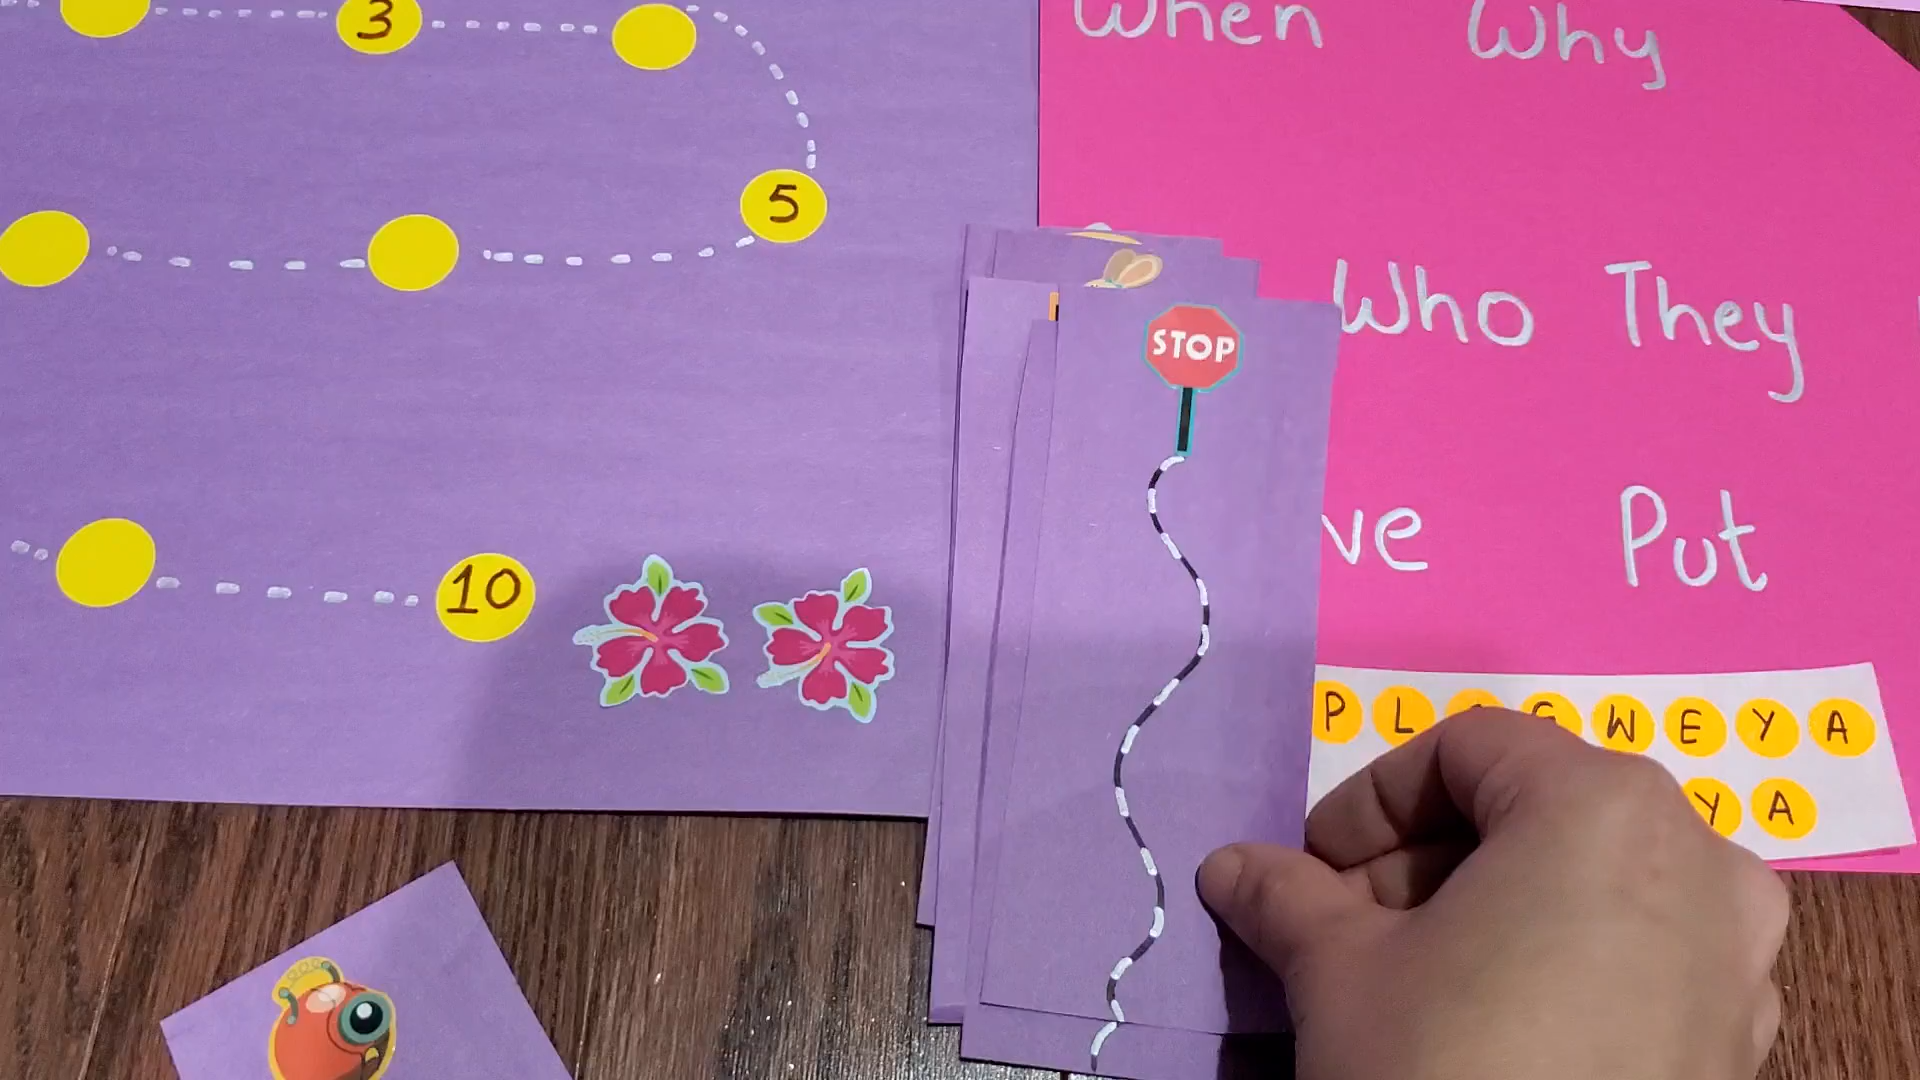 3
5
10
When Why
Who They
ve Put
STOP
P L G W E Y A
Y A